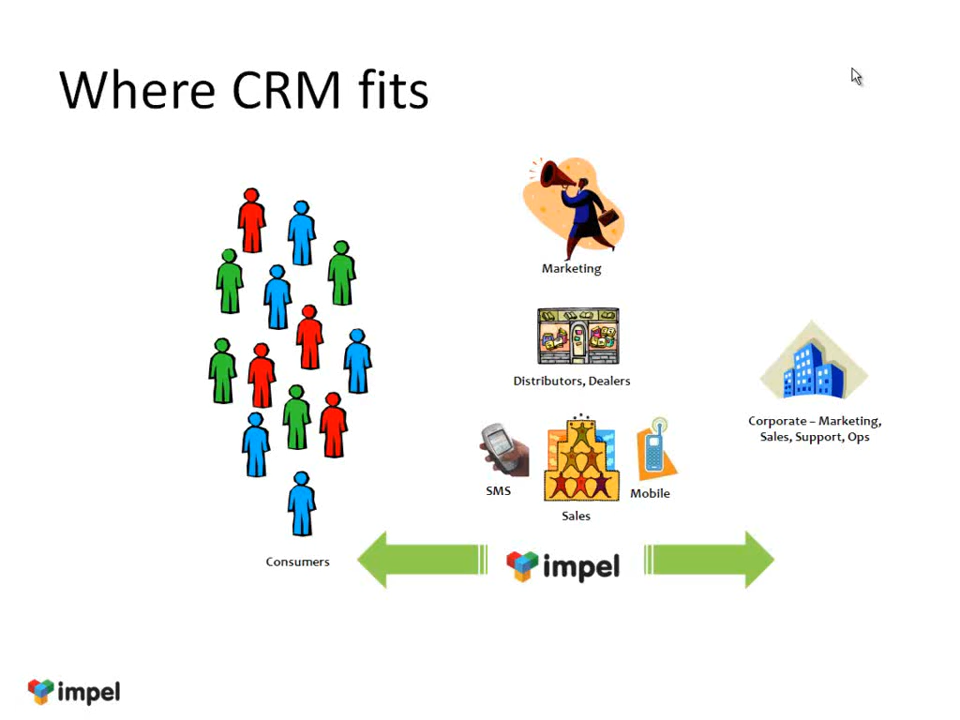 Where CRM fits
Marketing
Distributors, Dealers
Corporate – Marketing,
Sales, Support, Ops
SMS
Mobile
Sales
Consumers
impel
impel